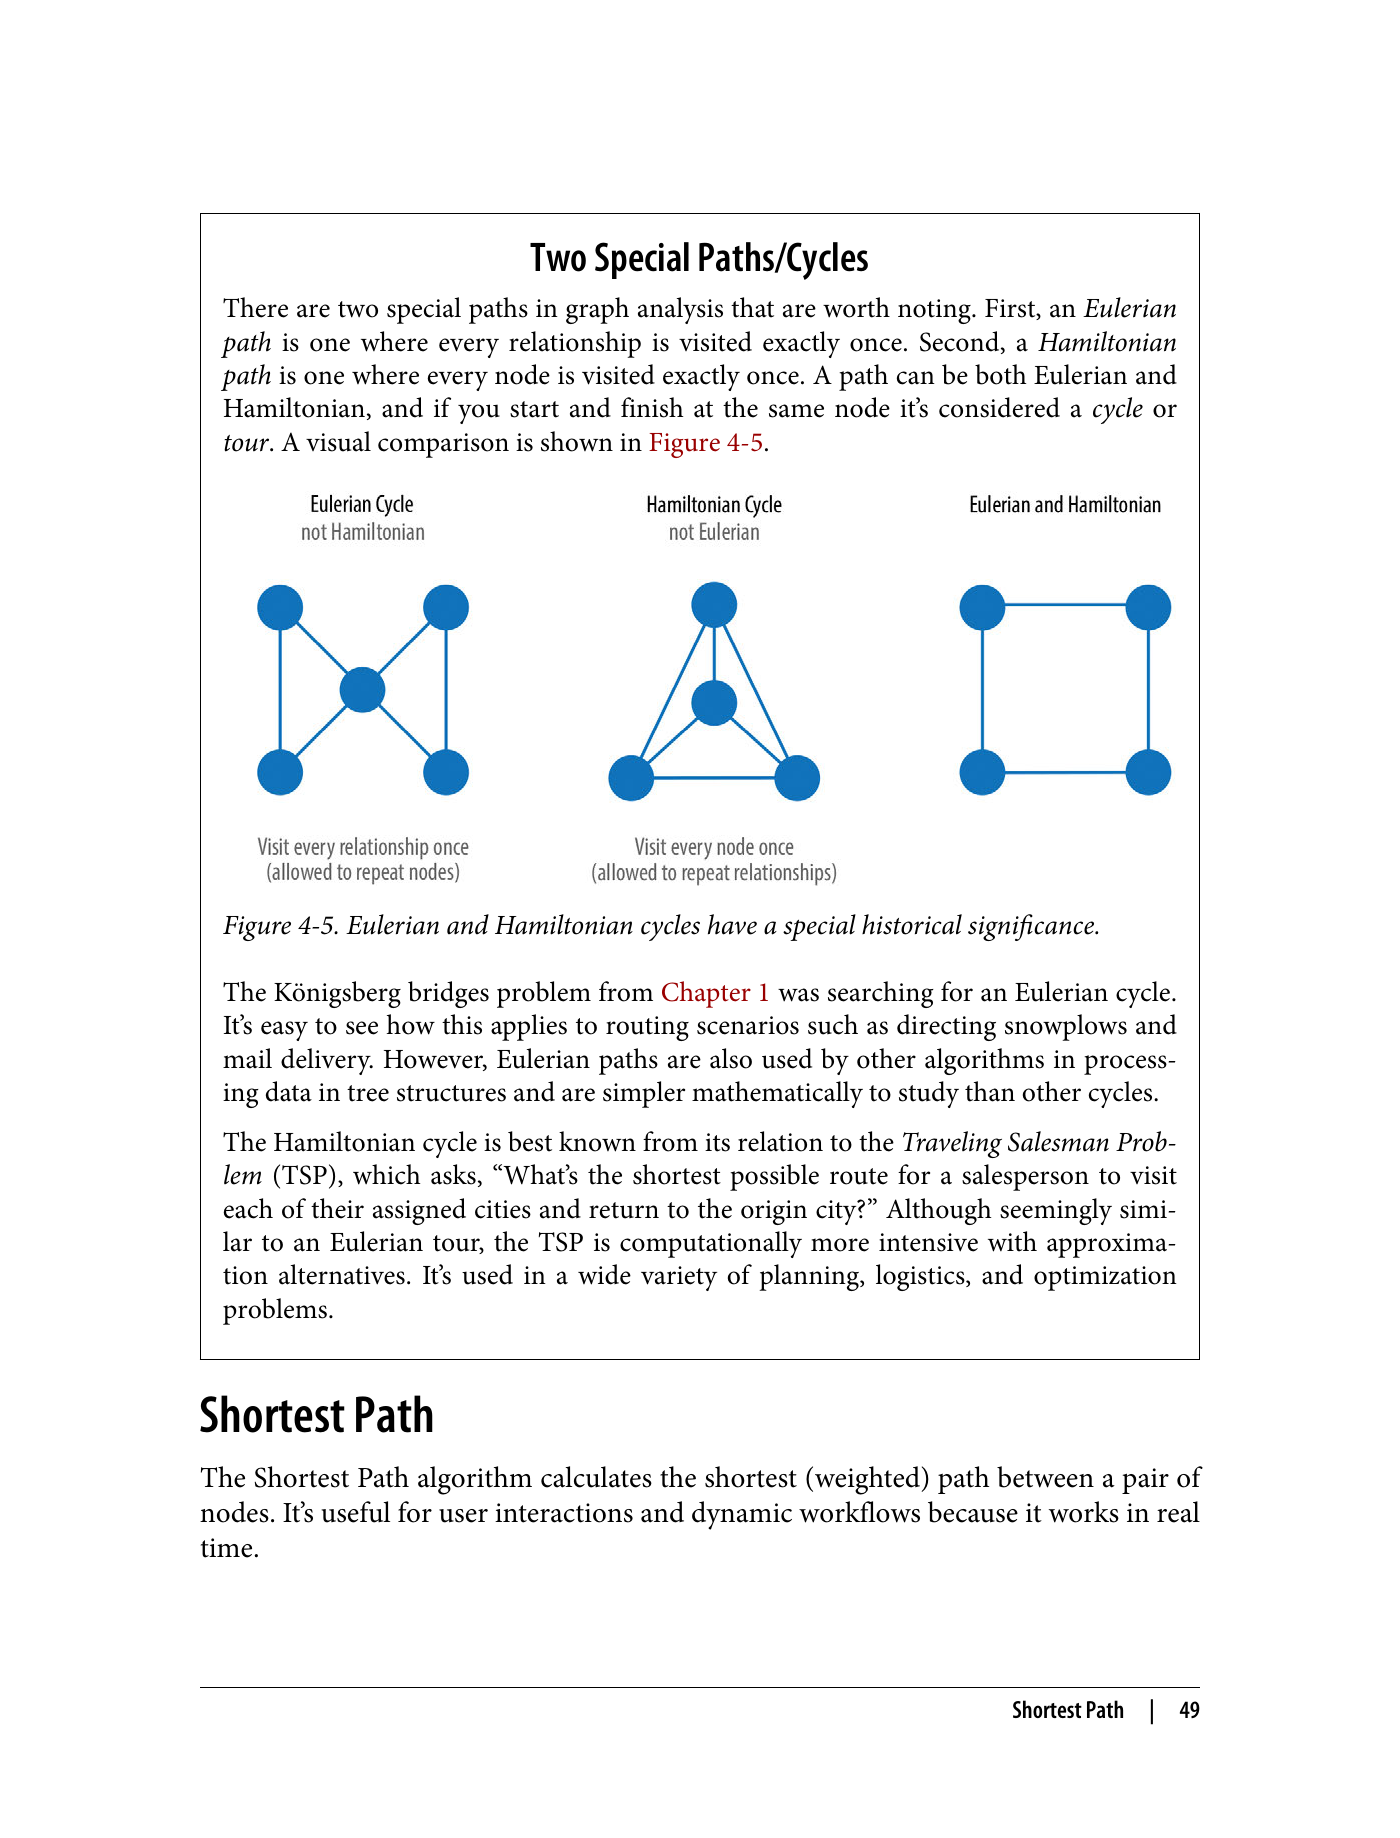 Two Special Paths/Cycles
There are two special paths in graph analysis that are worth noting. First, an Eulerian
path is one where every relationship is visited exactly once. Second, a Hamiltonian
path is one where every node is visited exactly once. A path can be both Eulerian and
Hamiltonian, and if you start and finish at the same node it’s considered a cycle or
tour. A visual comparison is shown in Figure 4-5.
Eulerian Cycle
not Hamiltonian
Visit every relationship once
(allowed to repeat nodes)
Hamiltonian Cycle
not Eulerian
Visit every node once
(allowed to repeat relationships)
Eulerian and Hamiltonian
Figure 4-5. Eulerian and Hamiltonian cycles have a special historical significance.
The Königsberg bridges problem from Chapter 1 was searching for an Eulerian cycle.
It’s easy to see how this applies to routing scenarios such as directing snowplows and
mail delivery. However, Eulerian paths are also used by other algorithms in process-
ing data in tree structures and are simpler mathematically to study than other cycles.
The Hamiltonian cycle is best known from its relation to the Traveling Salesman Prob-
lem (TSP), which asks, “What’s the shortest possible route for a salesperson to visit
each of their assigned cities and return to the origin city?” Although seemingly simi-
lar to an Eulerian tour, the TSP is computationally more intensive with approxima-
tion alternatives. It’s used in a wide variety of planning, logistics, and optimization
problems.
Shortest Path
The Shortest Path algorithm calculates the shortest (weighted) path between a pair of
nodes. It’s useful for user interactions and dynamic workflows because it works in real
time.
Shortest Path | 49